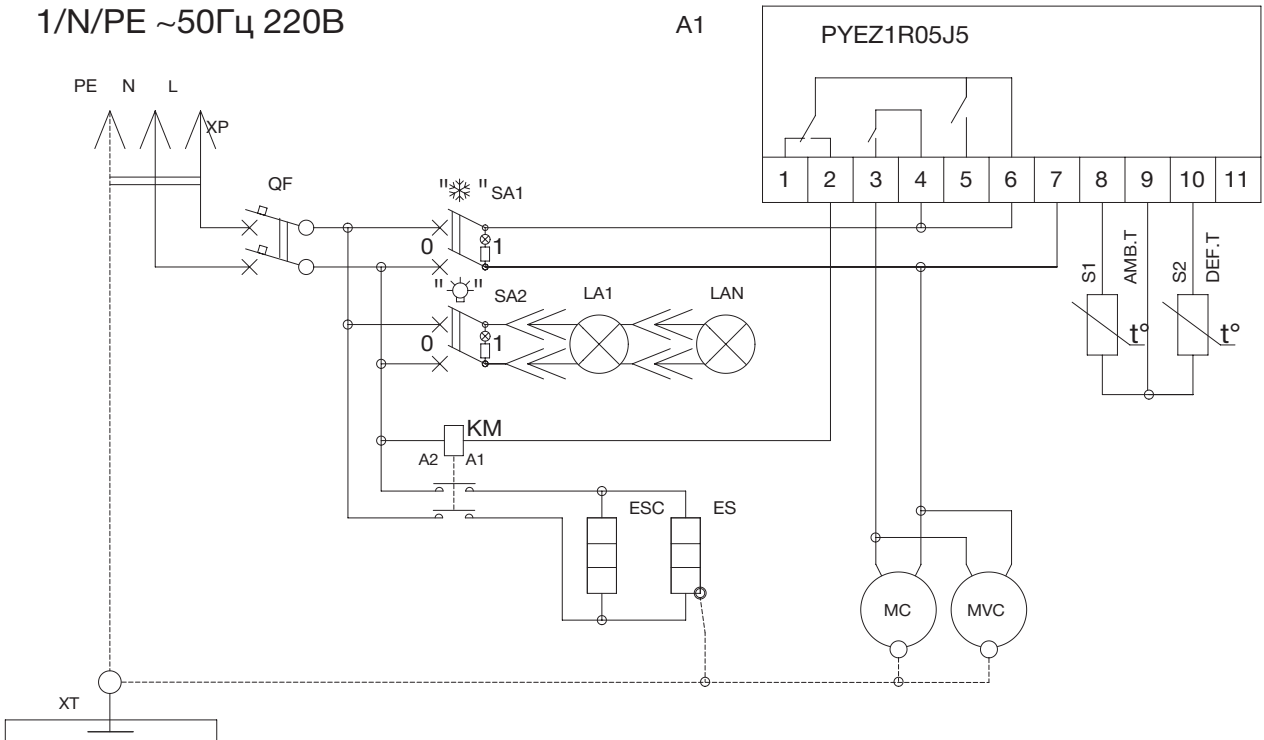 1/N/PE ~50Гц 220В
A1
PYEZ1R05J5
PE N L
XP
QF
"❄" SA1
1 2 3 4 5 6 7 8 9 10 11
0 1
"💡" SA2 LA1 LAN
0 1
S1 AMB.T S2 DEF.T
t° t°
KM
A2 A1
ESC ES
MC MVC
XT